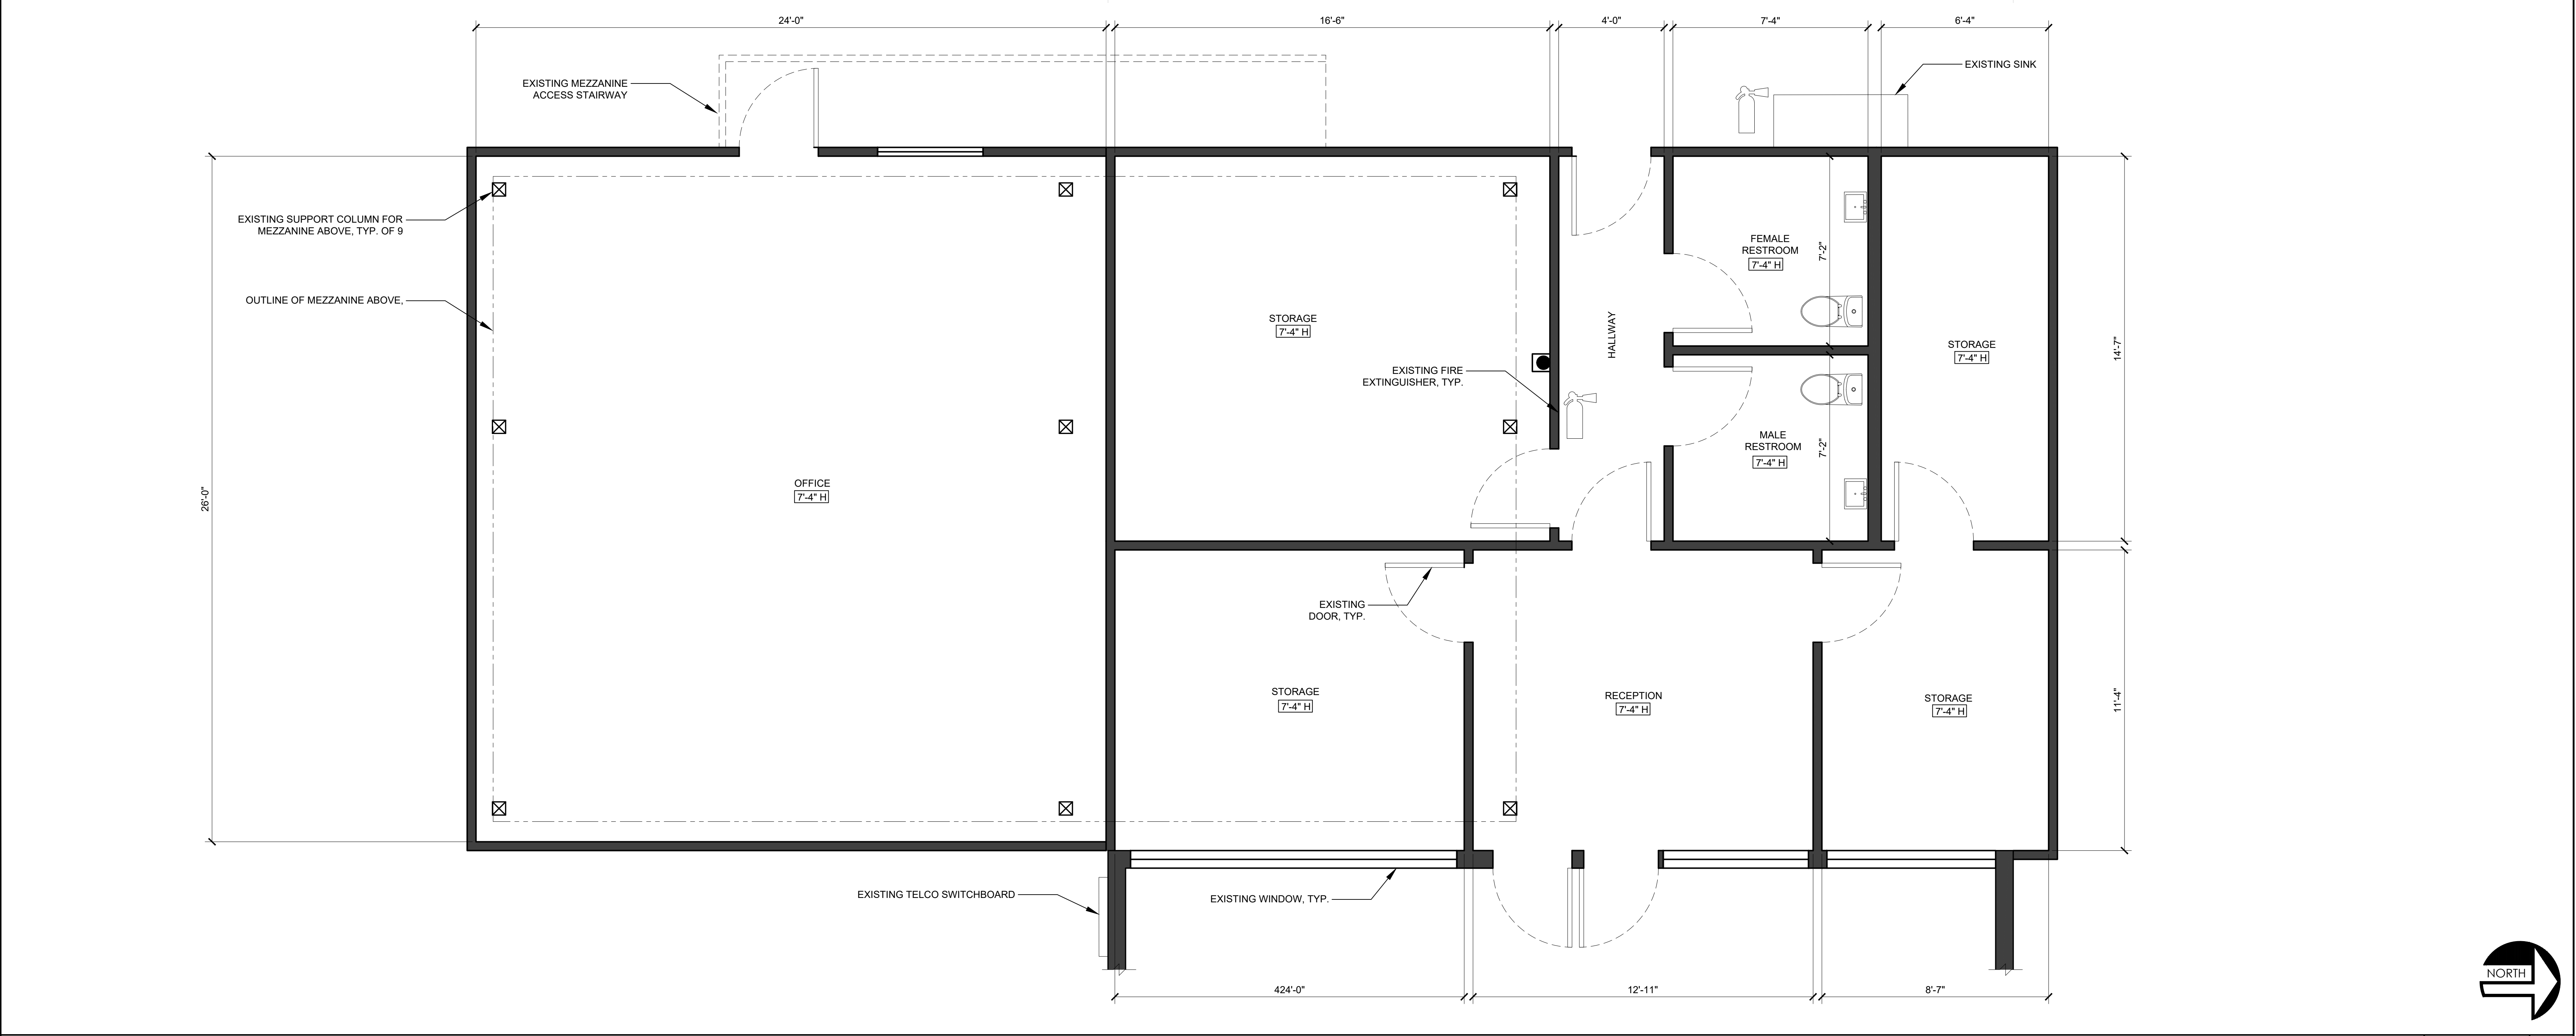 24'-0"
16'-6"
4'-0"
7'-4"
6'-4"
EXISTING MEZZANINE
ACCESS STAIRWAY
EXISTING SINK
EXISTING SUPPORT COLUMN FOR
MEZZANINE ABOVE, TYP. OF 9
OUTLINE OF MEZZANINE ABOVE,
FEMALE
RESTROOM
7'-4" H
7'-2"
STORAGE
7'-4" H
HALLWAY
STORAGE
7'-4" H
14'-7"
EXISTING FIRE
EXTINGUISHER, TYP.
MALE
RESTROOM
7'-4" H
7'-2"
OFFICE
7'-4" H
26'-0"
EXISTING
DOOR, TYP.
STORAGE
7'-4" H
RECEPTION
7'-4" H
STORAGE
7'-4" H
11'-4"
EXISTING TELCO SWITCHBOARD
EXISTING WINDOW, TYP.
424'-0"
12'-11"
8'-7"
NORTH